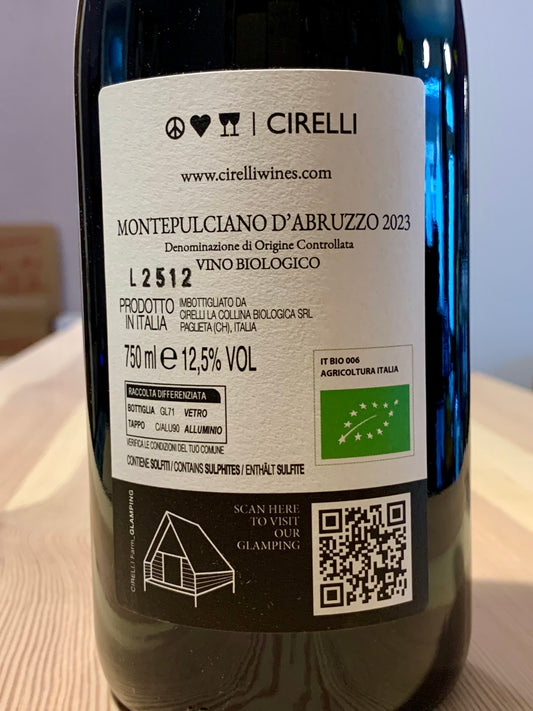 CIRELLI
www.cirelliwines.com
MONTEPULCIANO D'ABRUZZO 2023
Denominazione di Origine Controllata
VINO BIOLOGICO
L2512
PRODOTTO
IN ITALIA
IMBOTTIGLIATO DA
CIRELLI LA COLLINA BIOLOGICA SRL
PAGLIETA (CH), ITALIA
750 ml e 12,5% VOL
IT BIO 006
AGRICOLTURA ITALIA
RACCOLTA DIFFERENZIATA
BOTTIGLIA GL71 VETRO
TAPPO C/ALU90 ALLUMINIO
VERIFICA LE CONDIZIONI DEL TUO COMUNE
CONTIENE SOLFITI / CONTAINS SULPHITES / ENTHÄLT SULFITE
CIRELLI Farm_GLAMPING
SCAN HERE
TO VISIT
OUR
GLAMPING